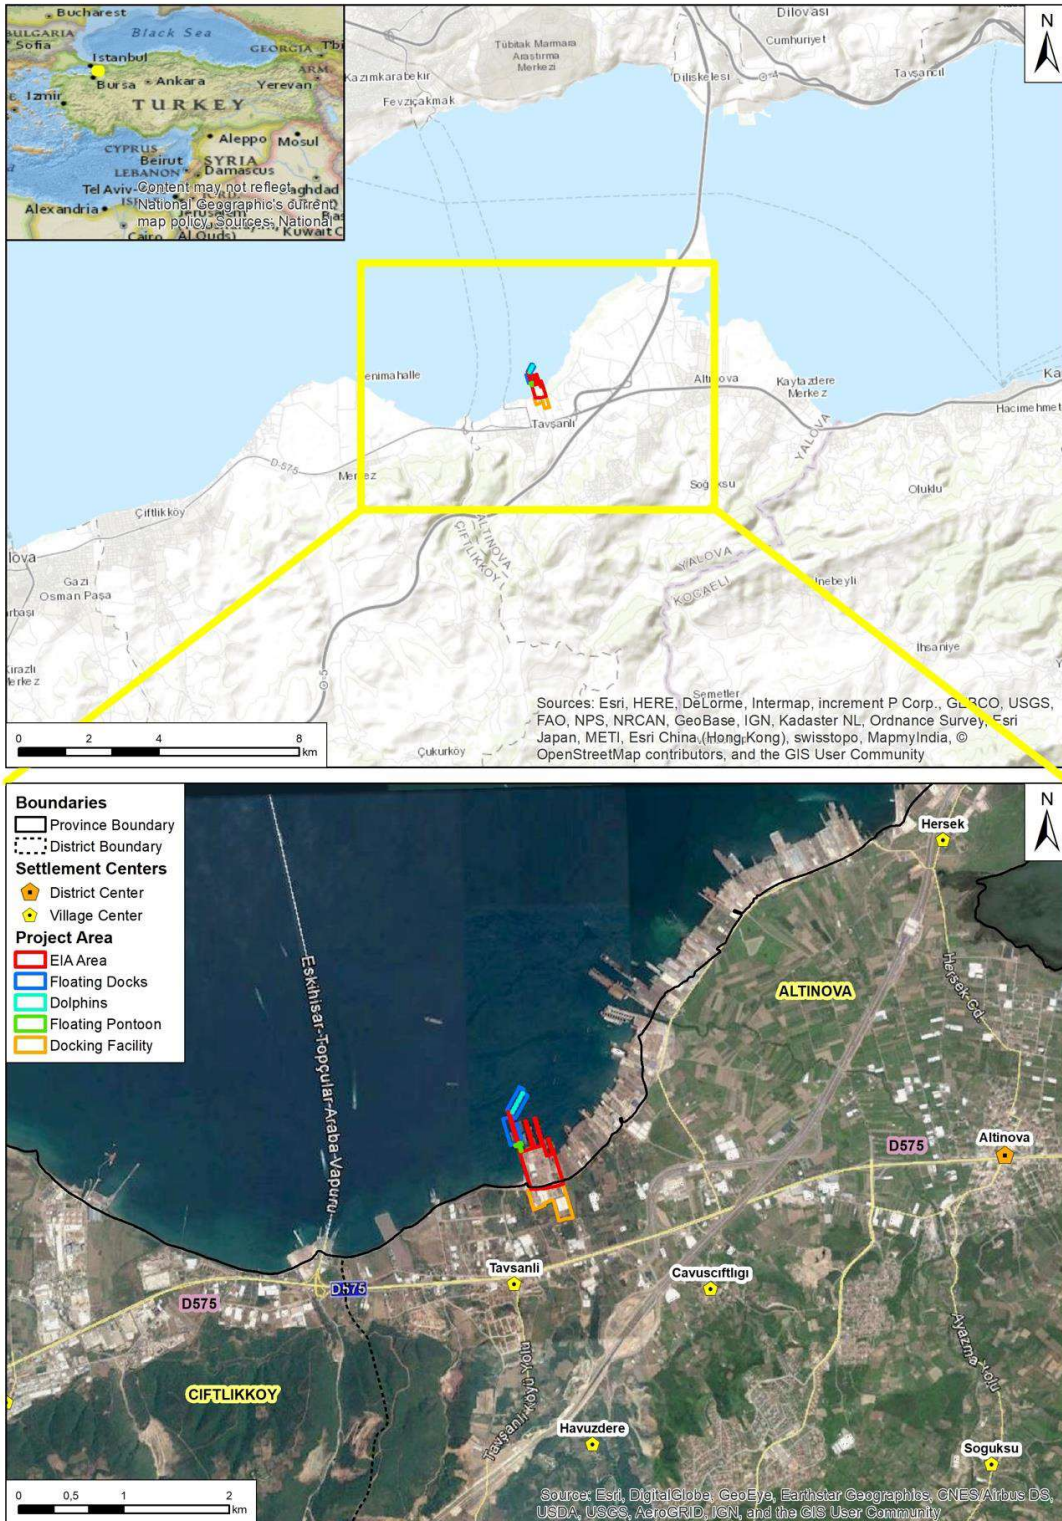 Bucharest
BULGARIA
Sofia
Black Sea
GEORGIA
Istanbul
Bursa
Ankara
ARM.
Yerevan
Izmir
TURKEY
Aleppo
Mosul
CYPRUS
Beirut
SYRIA
LEBANON
Damascus
Tel Aviv
Content may not reflect
National Geographic's current
map policy. Sources: National
Alexandria
Cairo
Al Quds)
Kuwait C
N
Dilovası
Cumhuriyet
Tübitak Marmara
Araştırma
Merkezi
Kazımkarabekir
Fevziçakmak
Diliskelesi
Tavşancıl
enimahalle
Altınova
Kaytazdere
Merkez
Hacımehmet
Tavşanlı
YALOVA
D-575
Merkez
Soğuksu
Oluklu
Çiftlikköy
ALTINOVA
ÇİFTLİKKÖY
lova
Gazi
Osman Paşa
YALOVA
KOCAELİ
İhsaniye
Semetler
Çukurköy
Sources: Esri, HERE, DeLorme, Intermap, increment P Corp., GEBCO, USGS,
FAO, NPS, NRCAN, GeoBase, IGN, Kadaster NL, Ordnance Survey, Esri
Japan, METI, Esri China (Hong Kong), swisstopo, MapmyIndia, ©
OpenStreetMap contributors, and the GIS User Community
0 2 4 8
km
Boundaries
Province Boundary
District Boundary
Settlement Centers
District Center
Village Center
Project Area
EIA Area
Floating Docks
Dolphins
Floating Pontoon
Docking Facility
N
Hersek
Eskihisar-Topçular-Araba-Vapuru
Hersek Cd.
ALTINOVA
D575
Altinova
Tavsanli
Cavuscıftlıgı
D575
D575
CIFTLIKKOY
Tavşanlı Köyü Yolu
Ayazma Yolu
Havuzdere
Soguksu
0 0,5 1 2
km
Source: Esri, DigitalGlobe, GeoEye, Earthstar Geographics, CNES/Airbus DS,
USDA, USGS, AeroGRID, IGN, and the GIS User Community